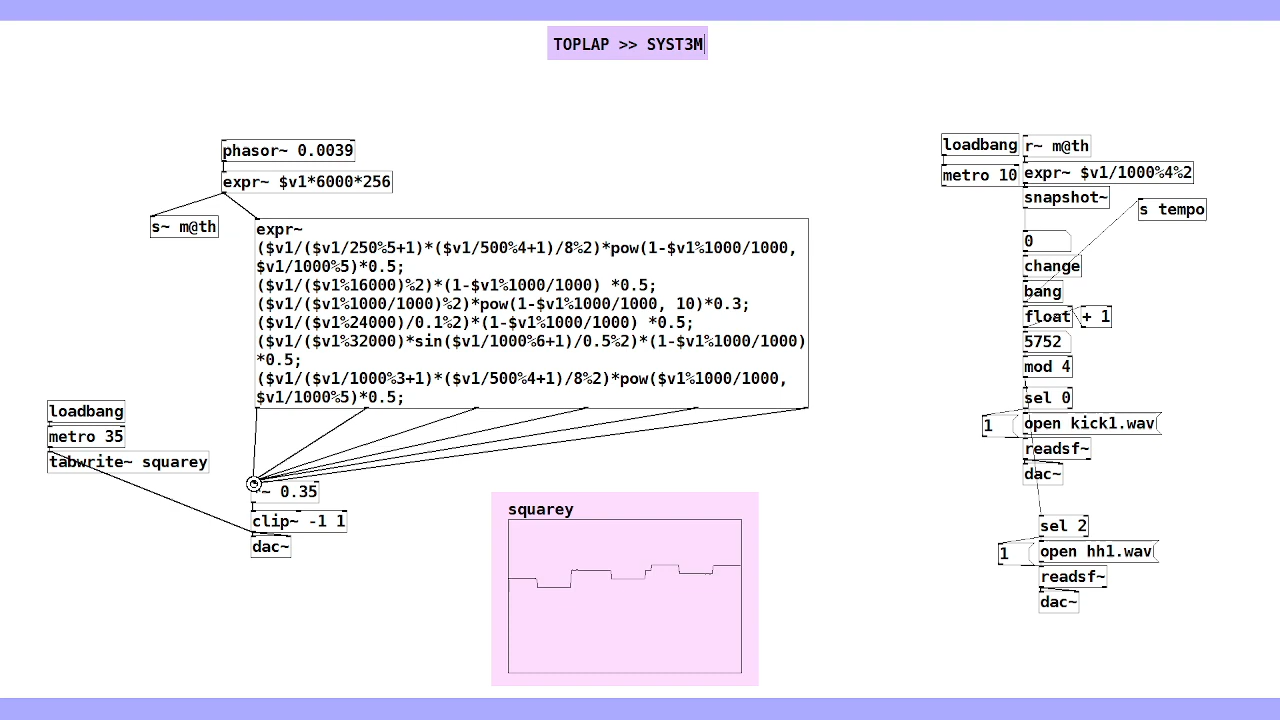 TOPLAP >> SYST3M
phasor~ 0.0039
expr~ $v1*6000*256
s~ m@th
expr~
($v1/($v1/250%5+1)*($v1/500%4+1)/8%2)*pow(1-$v1%1000/1000,
$v1/1000%5)*0.5;
($v1/($v1%16000)%2)*(1-$v1%1000/1000) *0.5;
($v1/($v1%1000/1000)%2)*pow(1-$v1%1000/1000, 10)*0.3;
($v1/($v1%24000)/0.1%2)*(1-$v1%1000/1000) *0.5;
($v1/($v1%32000)*sin($v1/1000%6+1)/0.5%2)*(1-$v1%1000/1000)
*0.5;
($v1/($v1/1000%3+1)*($v1/500%4+1)/8%2)*pow($v1%1000/1000,
$v1/1000%5)*0.5;
loadbang
metro 35
tabwrite~ squarey
~ 0.35
clip~ -1 1
dac~
squarey
loadbang
metro 10
r~ m@th
expr~ $v1/1000%4%2
snapshot~
s tempo
0
change
bang
float
+ 1
5752
mod 4
sel 0
1
open kick1.wav
readsf~
dac~
sel 2
1
open hh1.wav
readsf~
dac~